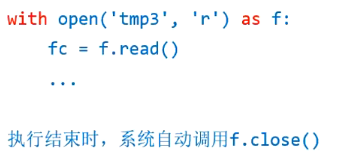 with open('tmp3', 'r') as f:
    fc = f.read()
    ...
执行结束时，系统自动调用f.close()